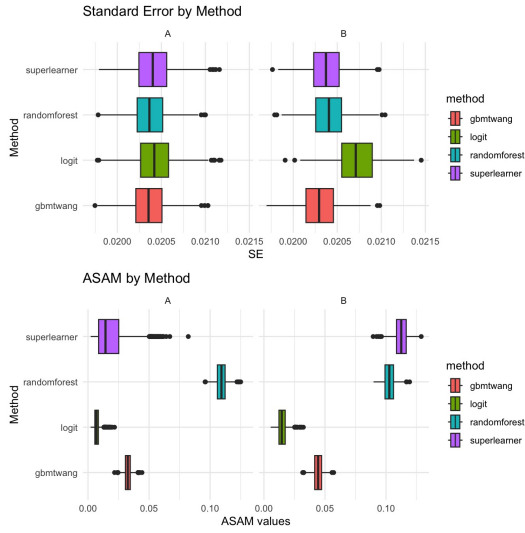 Standard Error by Method
A
B
Method
superlearner
randomforest
logit
gbmtwang
0.0200 0.0205 0.0210 0.0215
0.0200 0.0205 0.0210 0.0215
SE
method
gbmtwang
logit
randomforest
superlearner
ASAM by Method
A
B
Method
superlearner
randomforest
logit
gbmtwang
0.00 0.05 0.10
0.00 0.05 0.10
ASAM values
method
gbmtwang
logit
randomforest
superlearner